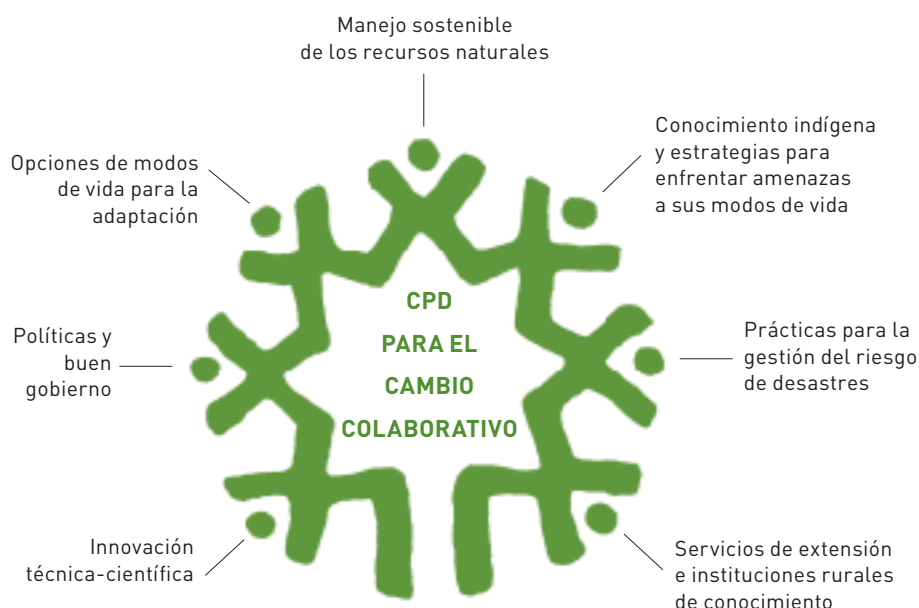 Manejo sostenible
de los recursos naturales
Conocimiento indígena
y estrategias para
enfrentar amenazas
a sus modos de vida
Opciones de modos
de vida para la
adaptación
CPD
PARA EL
CAMBIO
COLABORATIVO
Políticas y
buen
gobierno
Prácticas para la
gestión del riesgo
de desastres
Innovación
técnica-científica
Servicios de extensión
e instituciones rurales
de conocimiento